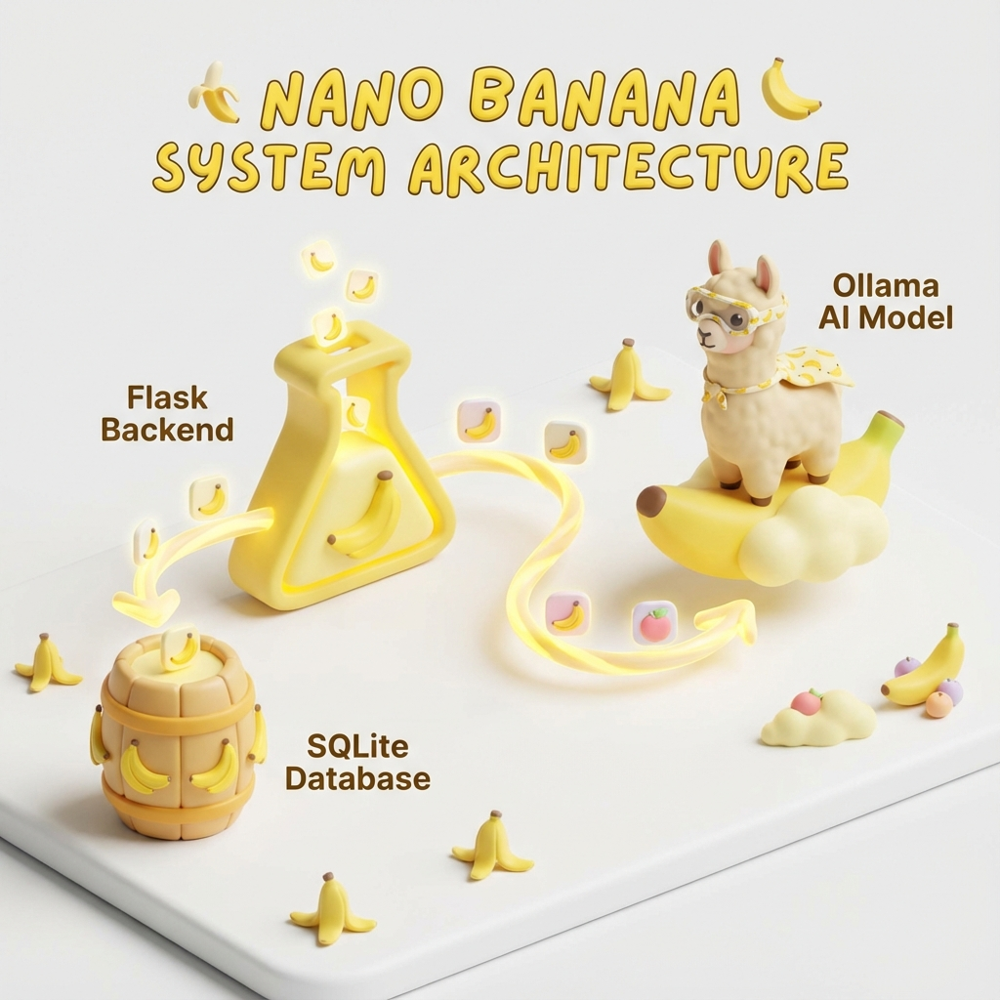 NANO BANANA
SYSTEM ARCHITECTURE
Ollama
AI Model
Flask
Backend
SQLite
Database